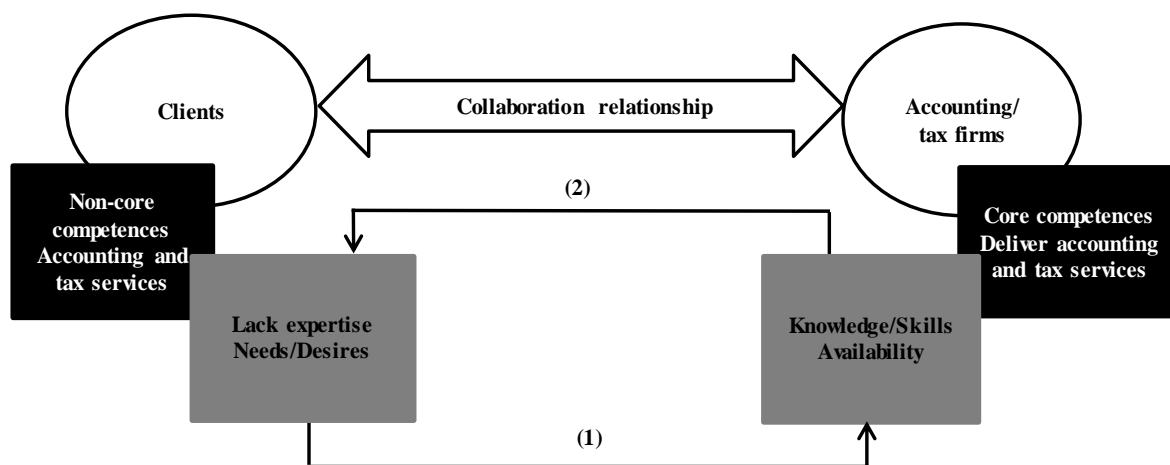 Clients
Collaboration relationship
Accounting/
tax firms
(2)
Non-core
competences
Accounting and
tax services
Core competences
Deliver accounting
and tax services
Lack expertise
Needs/Desires
Knowledge/Skills
Availability
(1)